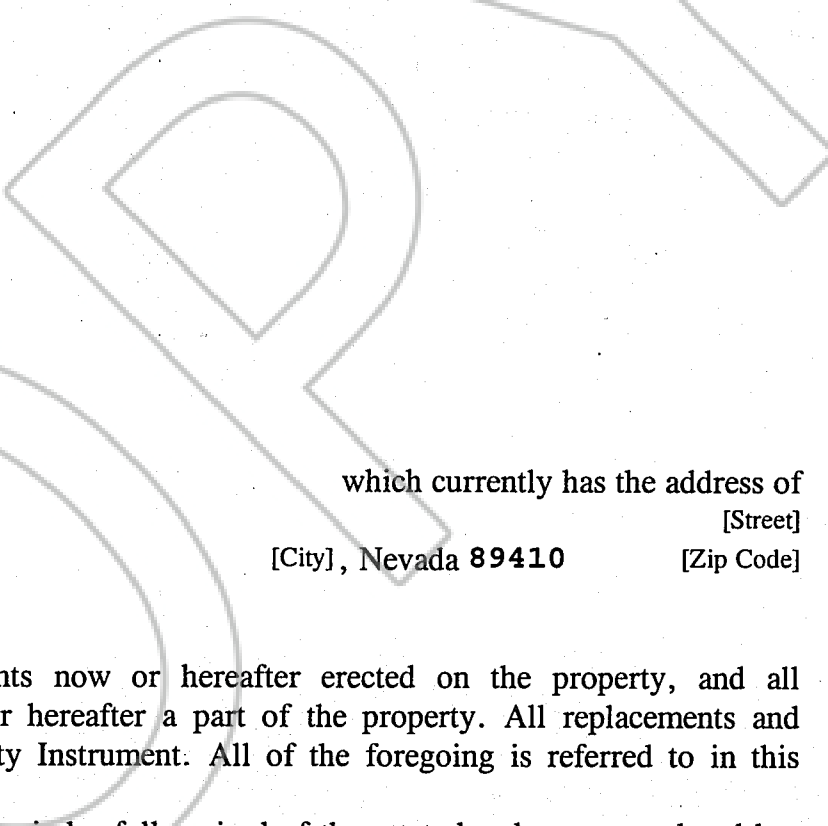 which currently has the address of
[Street]
[City], Nevada 89410 [Zip Code]
now or hereafter erected on the property, and all
hereafter a part of the property. All replacements and
Instrument. All of the foregoing is referred to in this